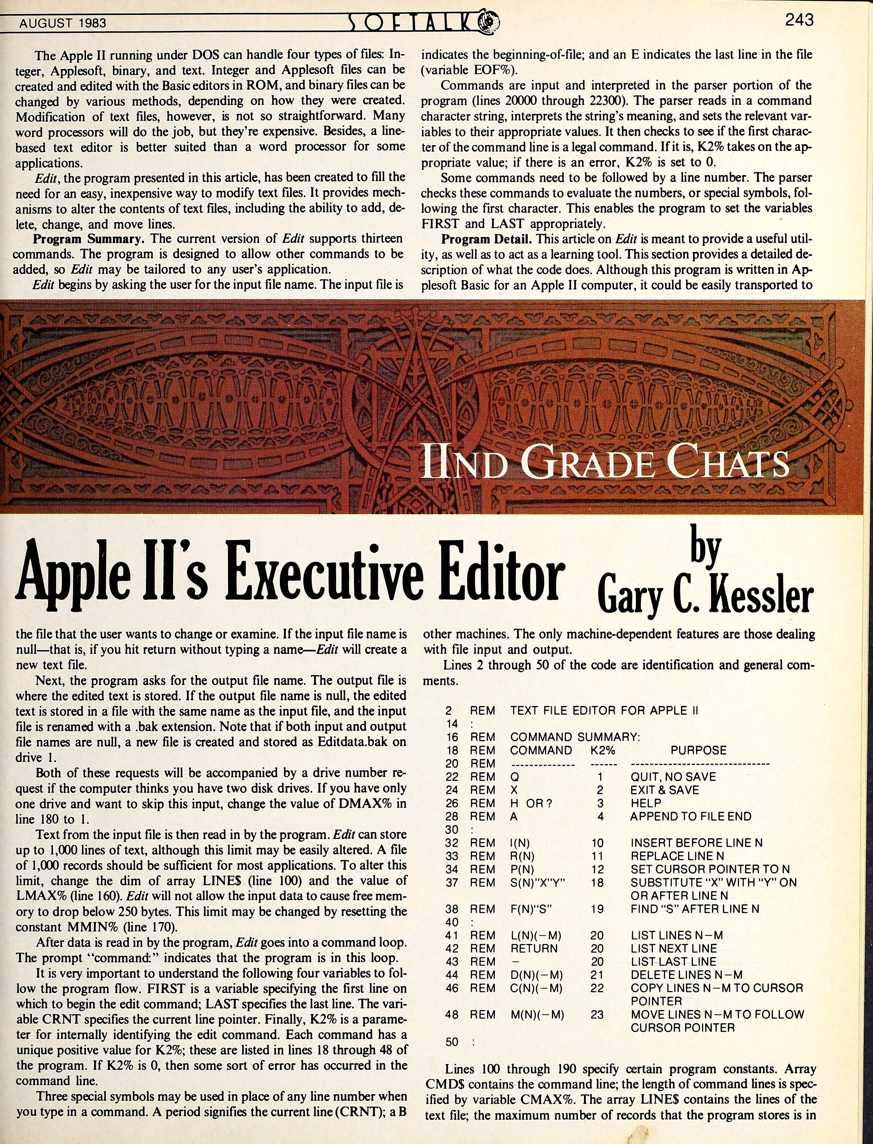 AUGUST 1983
SOFTALK
243
The Apple II running under DOS can handle four types of files: In-
teger, Applesoft, binary, and text. Integer and Applesoft files can be
created and edited with the Basic editors in ROM, and binary files can be
changed by various methods, depending on how they were created.
Modification of text files, however, is not so straightforward. Many
word processors will do the job, but they're expensive. Besides, a line-
based text editor is better suited than a word processor for some
applications.
Edit, the program presented in this article, has been created to fill the
need for an easy, inexpensive way to modify text files. It provides mech-
anisms to alter the contents of text files, including the ability to add, de-
lete, change, and move lines.
Program Summary. The current version of Edit supports thirteen
commands. The program is designed to allow other commands to be
added, so Edit may be tailored to any user's application.
Edit begins by asking the user for the input file name. The input file is
indicates the beginning-of-file; and an E indicates the last line in the file
(variable EOF%).
Commands are input and interpreted in the parser portion of the
program (lines 20000 through 22300). The parser reads in a command
character string, interprets the string's meaning, and sets the relevant var-
iables to their appropriate values. It then checks to see if the first charac-
ter of the command line is a legal command. If it is, K2% takes on the ap-
propriate value; if there is an error, K2% is set to 0.
Some commands need to be followed by a line number. The parser
checks these commands to evaluate the numbers, or special symbols, fol-
lowing the first character. This enables the program to set the variables
FIRST and LAST appropriately.
Program Detail. This article on Edit is meant to provide a useful util-
ity, as well as to act as a learning tool. This section provides a detailed de-
scription of what the code does. Although this program is written in Ap-
plesoft Basic for an Apple II computer, it could be easily transported to
IIND GRADE CHATS
Apple II's Executive Editor
by
Gary C. Kessler
the file that the user wants to change or examine. If the input file name is
null—that is, if you hit return without typing a name—Edit will create a
new text file.
Next, the program asks for the output file name. The output file is
where the edited text is stored. If the output file name is null, the edited
text is stored in a file with the same name as the input file, and the input
file is renamed with a .bak extension. Note that if both input and output
file names are null, a new file is created and stored as Editdata.bak on
drive 1.
Both of these requests will be accompanied by a drive number re-
quest if the computer thinks you have two disk drives. If you have only
one drive and want to skip this input, change the value of DMAX% in
line 180 to 1.
Text from the input file is then read in by the program. Edit can store
up to 1,000 lines of text, although this limit may be easily altered. A file
of 1,000 records should be sufficient for most applications. To alter this
limit, change the dim of array LINE$ (line 100) and the value of
LMAX% (line 160). Edit will not allow the input data to cause free mem-
ory to drop below 250 bytes. This limit may be changed by resetting the
constant MMIN% (line 170).
After data is read in by the program, Edit goes into a command loop.
The prompt "command:" indicates that the program is in this loop.
It is very important to understand the following four variables to fol-
low the program flow. FIRST is a variable specifying the first line on
which to begin the edit command; LAST specifies the last line. The vari-
able CRNT specifies the current line pointer. Finally, K2% is a parame-
ter for internally identifying the edit command. Each command has a
unique positive value for K2%; these are listed in lines 18 through 48 of
the program. If K2% is 0, then some sort of error has occurred in the
command line.
Three special symbols may be used in place of any line number when
you type in a command. A period signifies the current line (CRNT); a B
other machines. The only machine-dependent features are those dealing
with file input and output.
Lines 2 through 50 of the code are identification and general com-
ments.
2 REM TEXT FILE EDITOR FOR APPLE II
14 :
16 REM COMMAND SUMMARY:
18 REM COMMAND K2% PURPOSE
20 REM -------------- ------ ------------------------------
22 REM Q 1 QUIT, NO SAVE
24 REM X 2 EXIT & SAVE
26 REM H OR? 3 HELP
28 REM A 4 APPEND TO FILE END
30 :
32 REM I(N) 10 INSERT BEFORE LINE N
33 REM R(N) 11 REPLACE LINE N
34 REM P(N) 12 SET CURSOR POINTER TO N
37 REM S(N)"X"Y" 18 SUBSTITUTE "X" WITH "Y" ON
OR AFTER LINE N
38 REM F(N)"S" 19 FIND "S" AFTER LINE N
40 :
41 REM L(N)(−M) 20 LIST LINES N−M
42 REM RETURN 20 LIST NEXT LINE
43 REM − 20 LIST LAST LINE
44 REM D(N)(−M) 21 DELETE LINES N−M
46 REM C(N)(−M) 22 COPY LINES N−M TO CURSOR
POINTER
48 REM M(N)(−M) 23 MOVE LINES N−M TO FOLLOW
CURSOR POINTER
50 :
Lines 100 through 190 specify certain program constants. Array
CMD$ contains the command line; the length of command lines is spec-
ified by variable CMAX%. The array LINE$ contains the lines of the
text file; the maximum number of records that the program stores is in